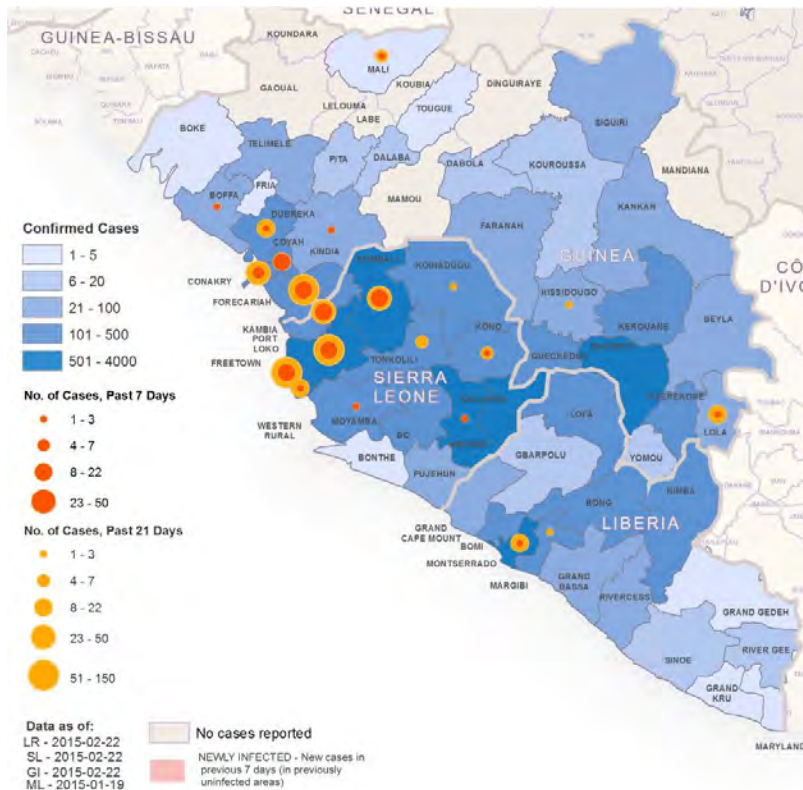 SENEGAL
GUINEA-BISSAU
KOUNDARA
MALI
GAOUAL
KOUBIA
DINGUIRAYE
LELOUMA
TOUGUE
LABE
BOKE
SIGUIRI
TELIMELE
PITA
DALABA
DABOLA
KOUROUSSA
MANDIANA
FRIA
MAMOU
BOFFA
KANKAN
DUBREKA
FARANAH
COYAH
KINDIA
GUINEA
CÔ
D'IVO
CONAKRY
KOINADUGU
KISSIDOUGO
FORECARIAH
BEYLA
KEROUANE
KAMBIA
KONO
PORT
LOKO
GUECKEDOU
FREETOWN
TONKOLILI
SIERRA
LEONE
LOFA
LOLA
WESTERN
RURAL
MOYAMBA
BO
GBARPOLU
YOMOU
BONTHE
PUJEHUN
NIMBA
BONG
GRAND
CAPE MOUNT
LIBERIA
BOMI
MONTSERRADO
MARGIBI
GRAND
BASSA
RIVERCESS
GRAND GEDEH
SINOE
RIVER GEE
GRAND
KRU
MARYLAND
Confirmed Cases
1 - 5
6 - 20
21 - 100
101 - 500
501 - 4000
No. of Cases, Past 7 Days
1 - 3
4 - 7
8 - 22
23 - 50
No. of Cases, Past 21 Days
1 - 3
4 - 7
8 - 22
23 - 50
51 - 150
Data as of:
LR - 2015-02-22
SL - 2015-02-22
GI - 2015-02-22
ML - 2015-01-19
No cases reported
NEWLY INFECTED - New cases in
previous 7 days (in previously
uninfected areas)